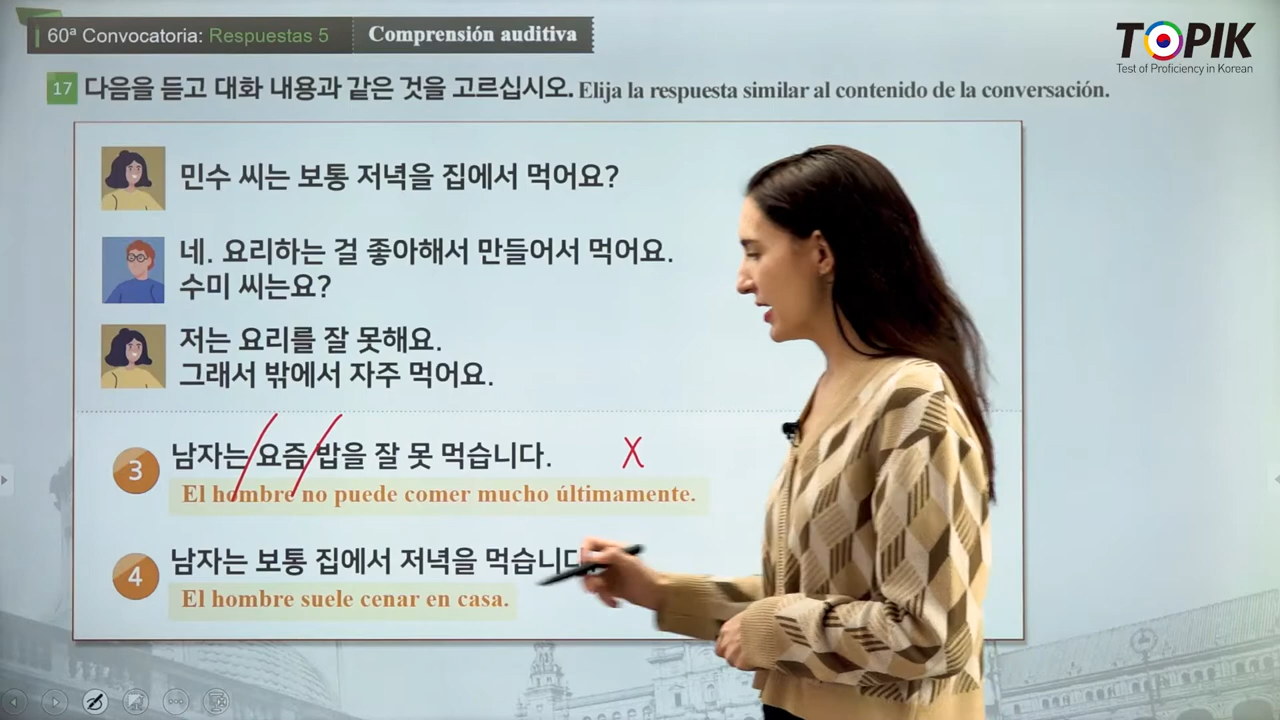 60ª Convocatoria: Respuestas 5
Comprensión auditiva
TOPIK
Test of Proficiency in Korean
17 다음을 듣고 대화 내용과 같은 것을 고르십시오. Elija la respuesta similar al contenido de la conversación.
민수 씨는 보통 저녁을 집에서 먹어요?
네. 요리하는 걸 좋아해서 만들어서 먹어요.
수미 씨는요?
저는 요리를 잘 못해요.
그래서 밖에서 자주 먹어요.
3 남자는 요즘 밥을 잘 못 먹습니다. X
El hombre no puede comer mucho últimamente.
4 남자는 보통 집에서 저녁을 먹습니다.
El hombre suele cenar en casa.